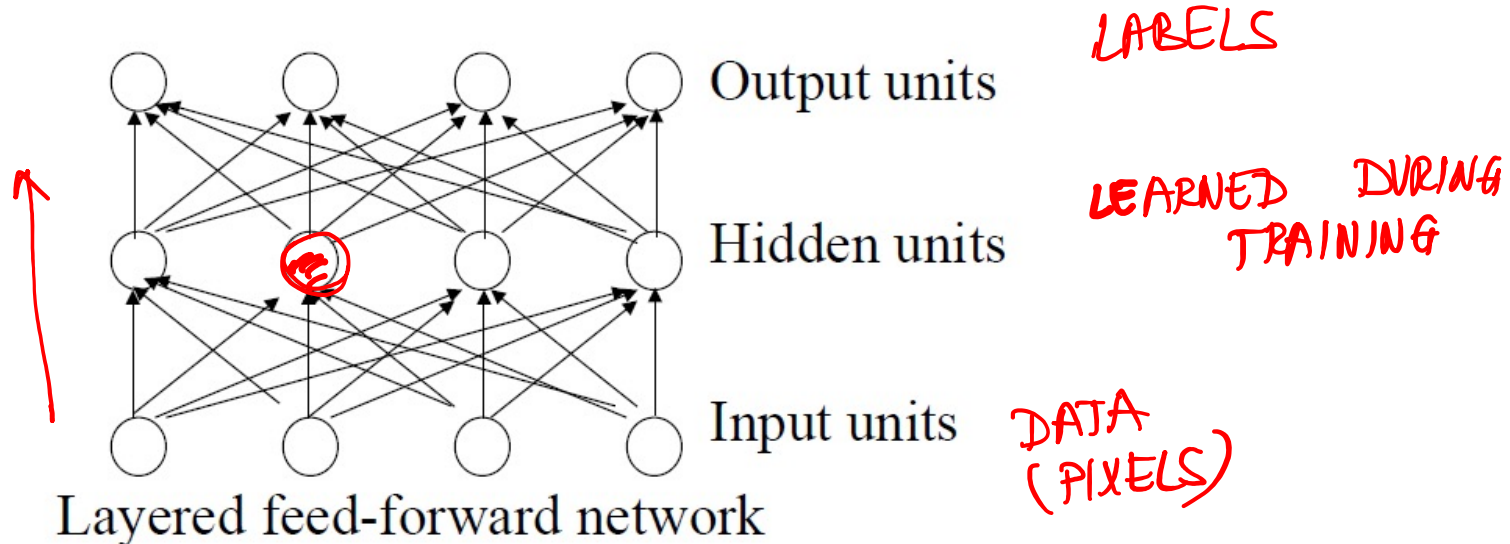 LABELS
Output units
LEARNED DURING
TRAINING
Hidden units
Input units
DATA
(PIXELS)
Layered feed-forward network